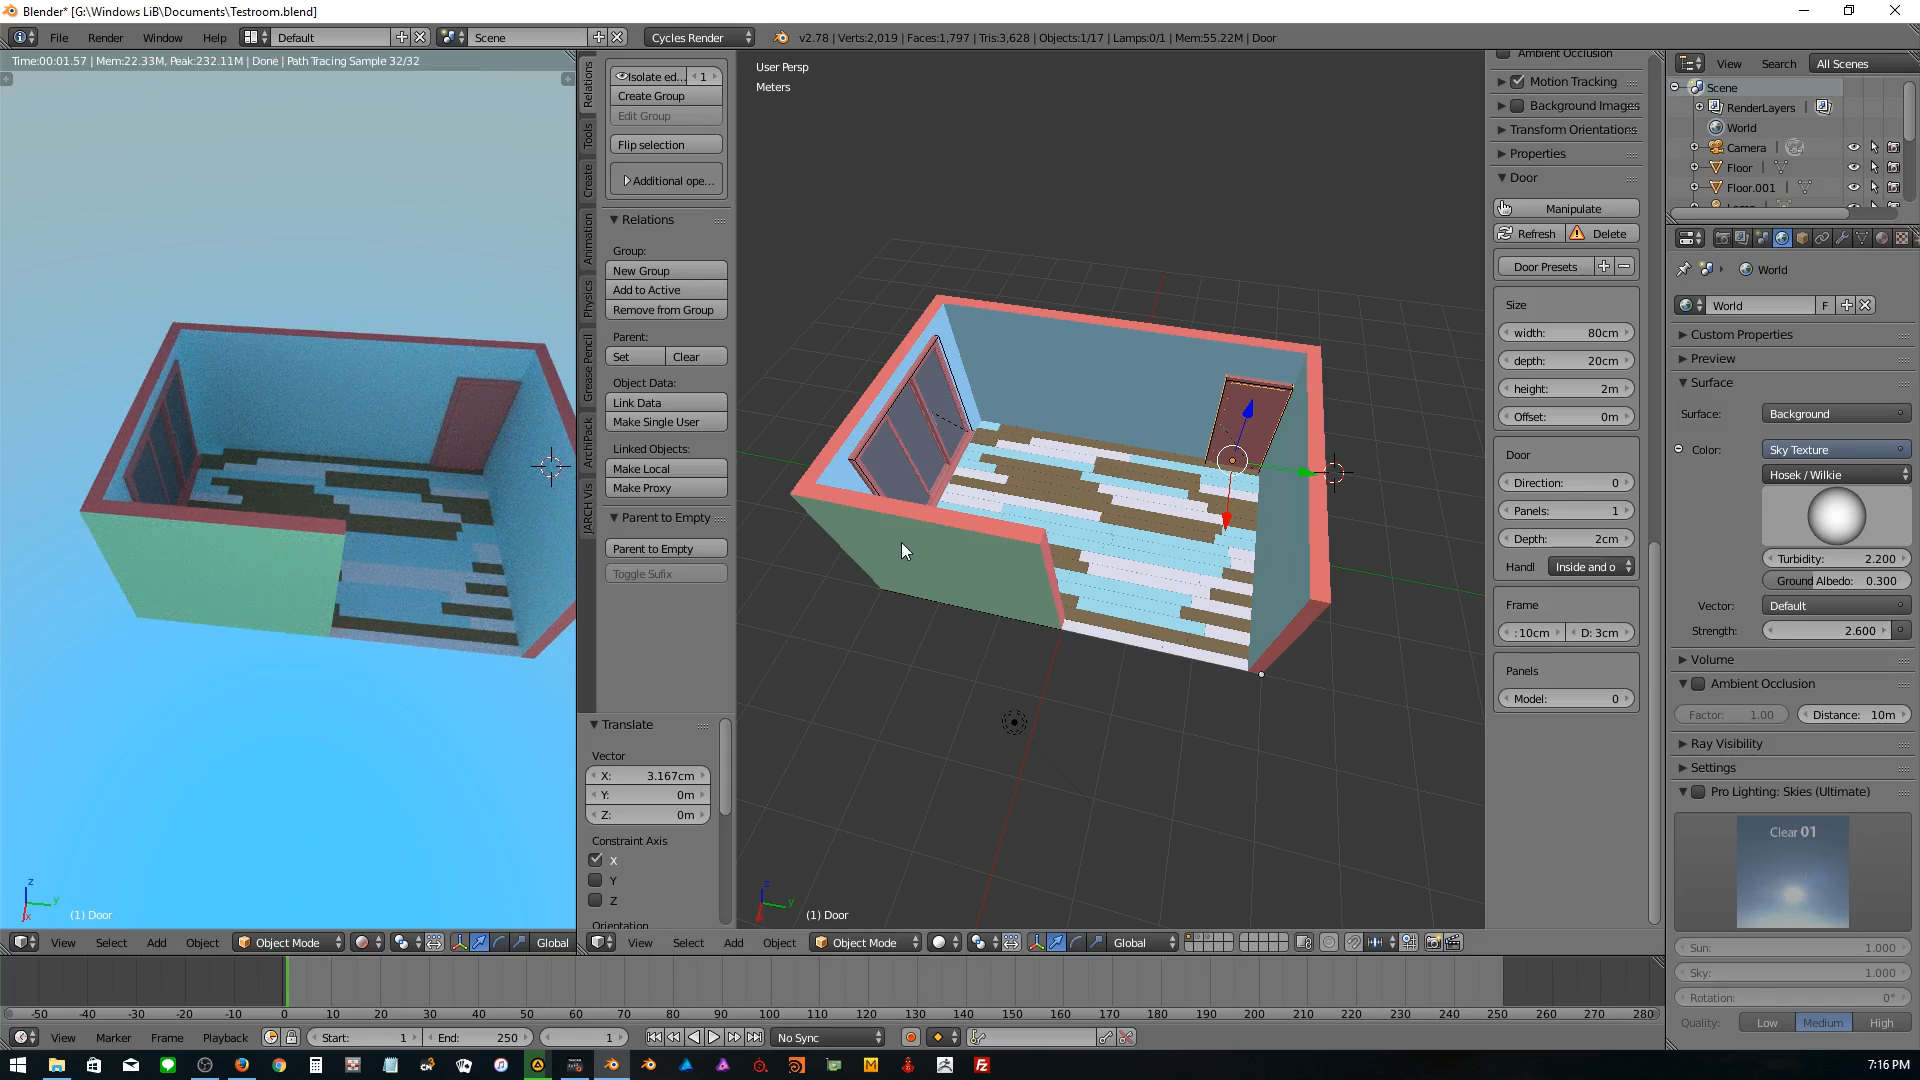 Blender* [G:\Windows LiB\Documents\Testroom.blend]
File Render Window Help Default Scene Cycles Render v2.78 | Verts:2,019 | Faces:1,797 | Tris:3,628 | Objects:1/17 | Lamps:0/1 | Mem:55.22M | Door
Time:00:01.57 | Mem:22.33M, Peak:232.11M | Done | Path Tracing Sample 32/32
(1) Door
View Select Add Object Object Mode Global
Relations
Tools
Create
Animation
Physics
Grease Pencil
ArchiPack
JARCH Vis
Isolate ed... 1
Create Group
Edit Group
Flip selection
Additional ope...
Relations
Group:
New Group
Add to Active
Remove from Group
Parent:
Set Clear
Object Data:
Link Data
Make Single User
Linked Objects:
Make Local
Make Proxy
Parent to Empty
Parent to Empty
Toggle Sufix
Translate
Vector
X: 3.167cm
Y: 0m
Z: 0m
Constraint Axis
X
Y
Z
Orientation
User Persp
Meters
(1) Door
View Select Add Object Object Mode Global
Ambient Occlusion
Motion Tracking
Background Images
Transform Orientations
Properties
Door
Manipulate
Refresh Delete
Door Presets
Size
width: 80cm
depth: 20cm
height: 2m
Offset: 0m
Door
Direction: 0
Panels: 1
Depth: 2cm
Handl Inside and o
Frame
:10cm D: 3cm
Panels
Model: 0
View Search All Scenes
Scene
RenderLayers
World
Camera
Floor
Floor.001
World
World F
Custom Properties
Preview
Surface
Surface: Background
Color: Sky Texture
Hosek / Wilkie
Turbidity: 2.200
Ground Albedo: 0.300
Vector: Default
Strength: 2.600
Volume
Ambient Occlusion
Factor: 1.00 Distance: 10m
Ray Visibility
Settings
Pro Lighting: Skies (Ultimate)
Clear 01
Sun: 1.000
Sky: 1.000
Rotation: 0°
Quality: Low Medium High
-50 -40 -30 -20 -10 0 10 20 30 40 50 60 70 80 90 100 110 120 130 140 150 160 170 180 190 200 210 220 230 240 250 260 270 280
View Marker Frame Playback Start: 1 End: 250 1 No Sync
7:16 PM